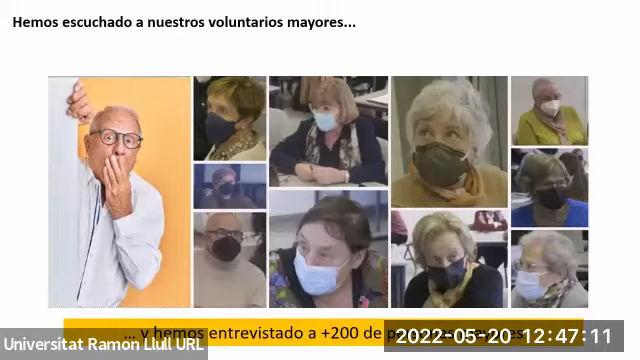 Hemos escuchado a nuestros voluntarios mayores...
... y hemos entrevistado a +200 de
Universitat Ramon Llull URL
2022-05-20 12:47:11